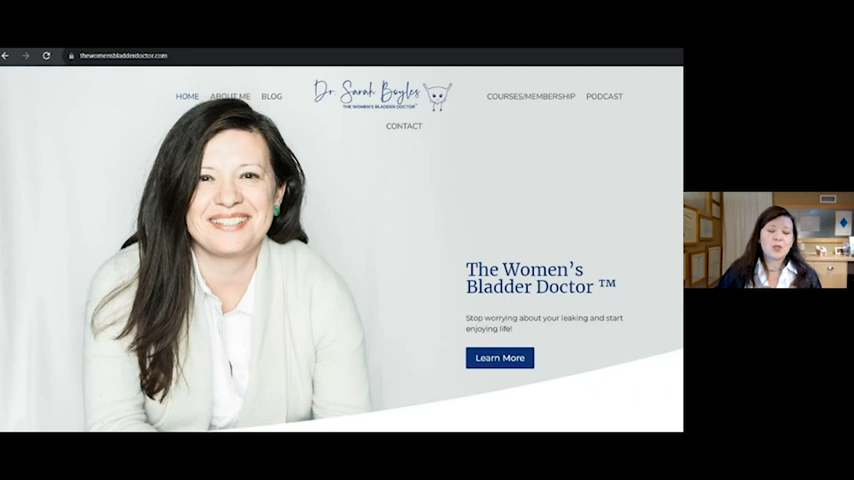 thewomensbladderdoctor.com
HOME ABOUT ME BLOG
Dr. Sarah Boyles
THE WOMEN'S BLADDER DOCTOR™
COURSES/MEMBERSHIP PODCAST
CONTACT
The Women's
Bladder Doctor ™
Stop worrying about your leaking and start
enjoying life!
Learn More